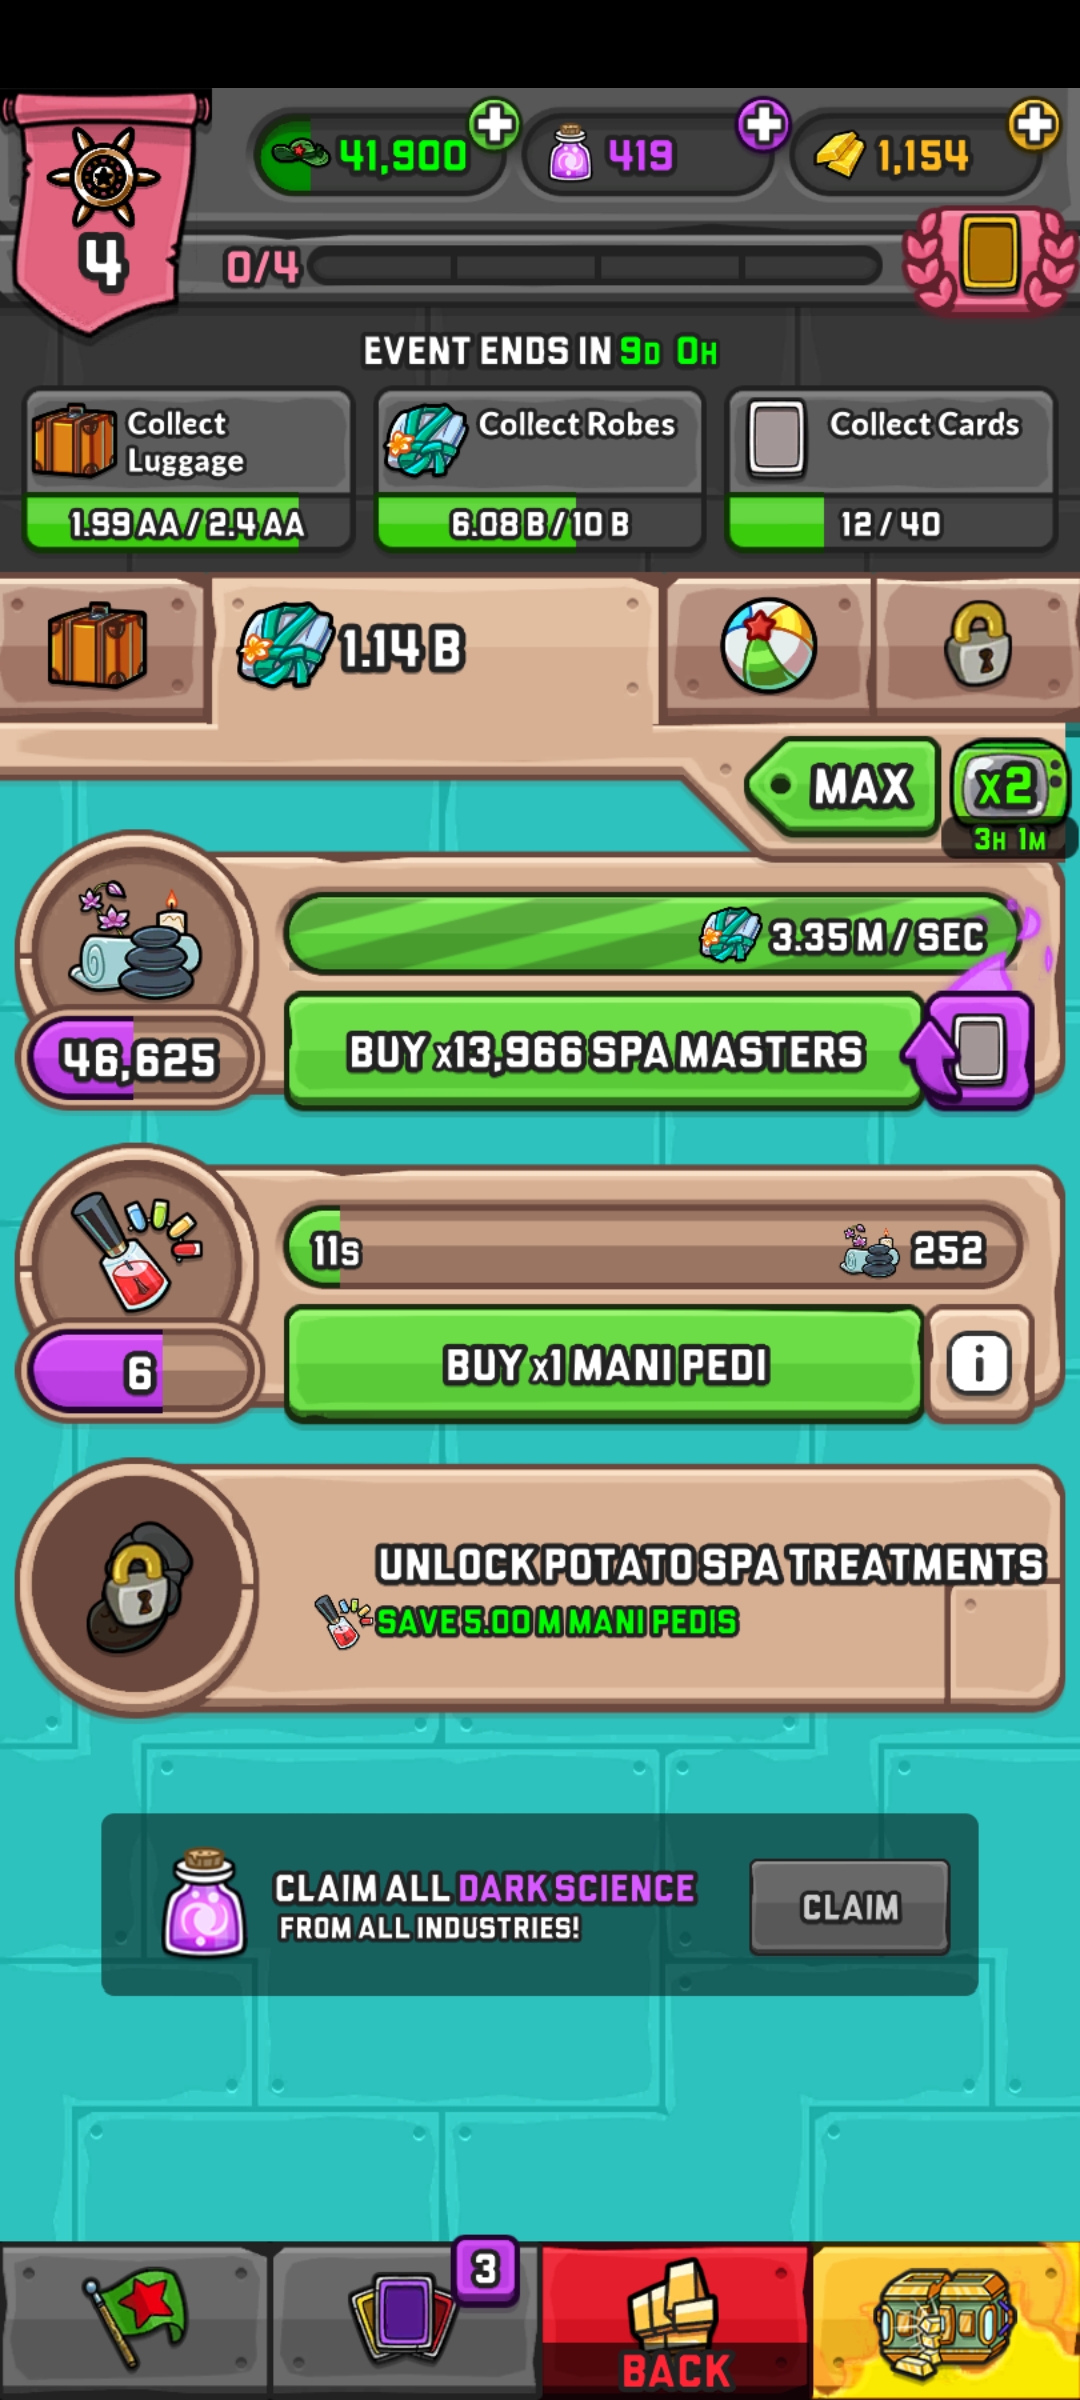 41,900
419
1,154
4
0/4
EVENT ENDS IN 9D 0H
Collect
Luggage
1.99 AA / 2.4 AA
Collect Robes
6.08 B / 10 B
Collect Cards
12 / 40
1.14 B
MAX
x2
3H 1M
3.35 M / SEC
46,625
BUY x13,966 SPA MASTERS
11s
252
6
BUY x1 MANI PEDI
i
UNLOCK POTATO SPA TREATMENTS
SAVE 5.00 M MANI PEDIS
CLAIM ALL DARK SCIENCE
FROM ALL INDUSTRIES!
CLAIM
3
BACK